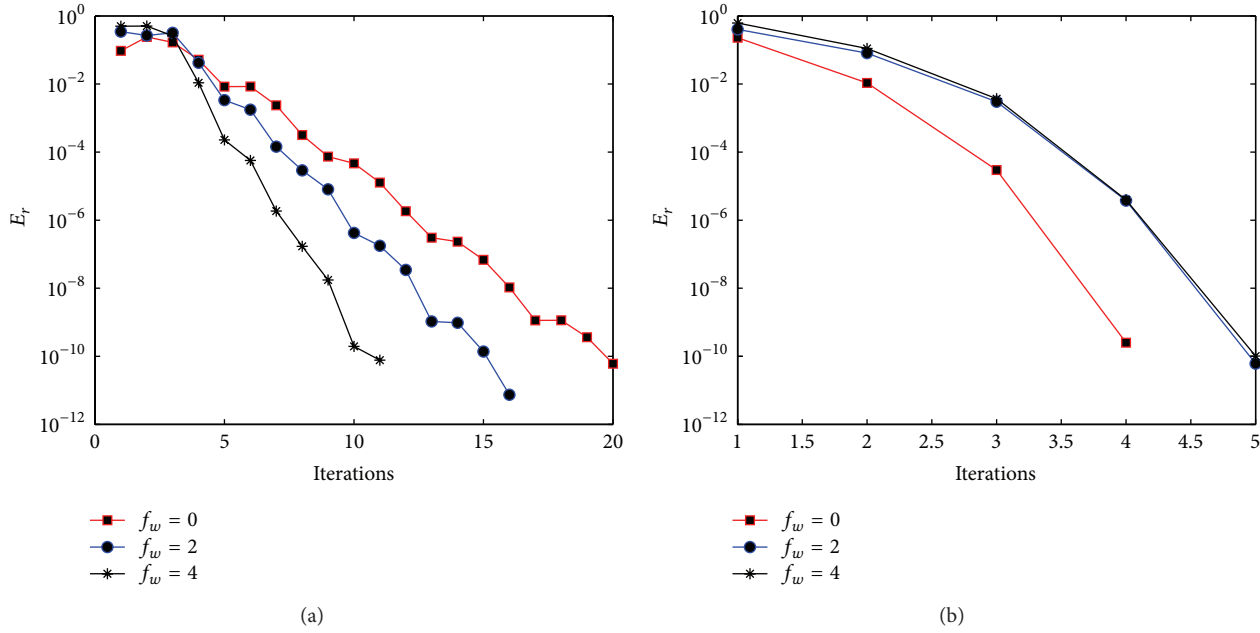 10^0
10^−2
10^−4
10^−6
10^−8
10^−10
10^−12
E_r
0 5 10 15 20
Iterations
f_w = 0
f_w = 2
f_w = 4
(a)
10^0
10^−2
10^−4
10^−6
10^−8
10^−10
10^−12
E_r
1 1.5 2 2.5 3 3.5 4 4.5 5
Iterations
f_w = 0
f_w = 2
f_w = 4
(b)